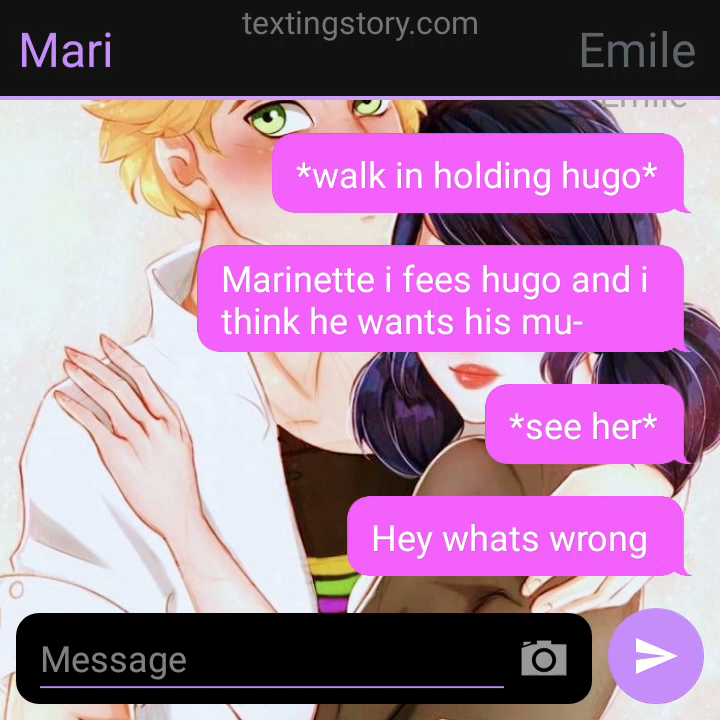 textingstory.com
Mari
Emile
Emilie
*walk in holding hugo*
Marinette i fees hugo and i
think he wants his mu-
*see her*
Hey whats wrong
Message